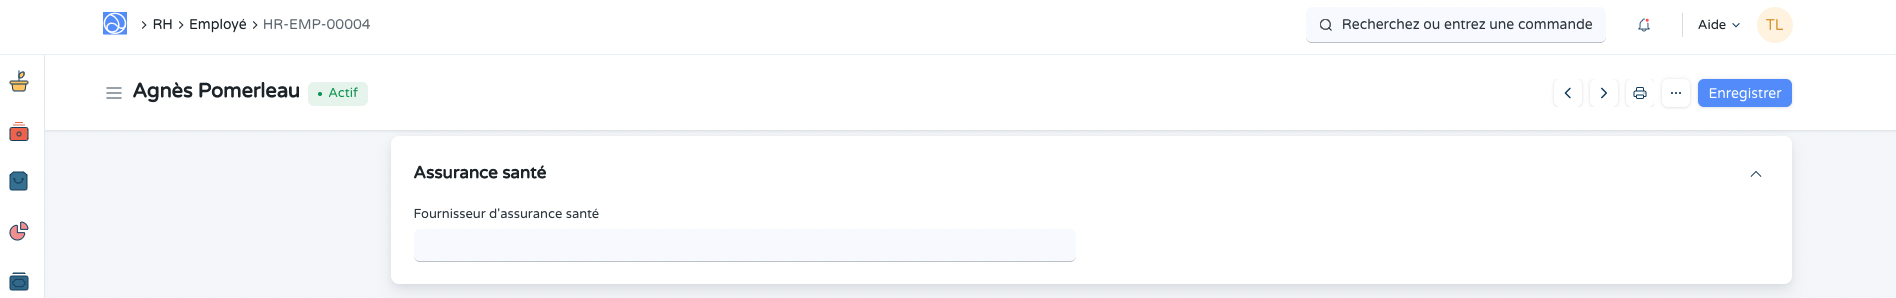 RH > Employé > HR-EMP-00004
Recherchez ou entrez une commande
Aide
TL
Agnès Pomerleau
Actif
Enregistrer
Assurance santé
Fournisseur d'assurance santé